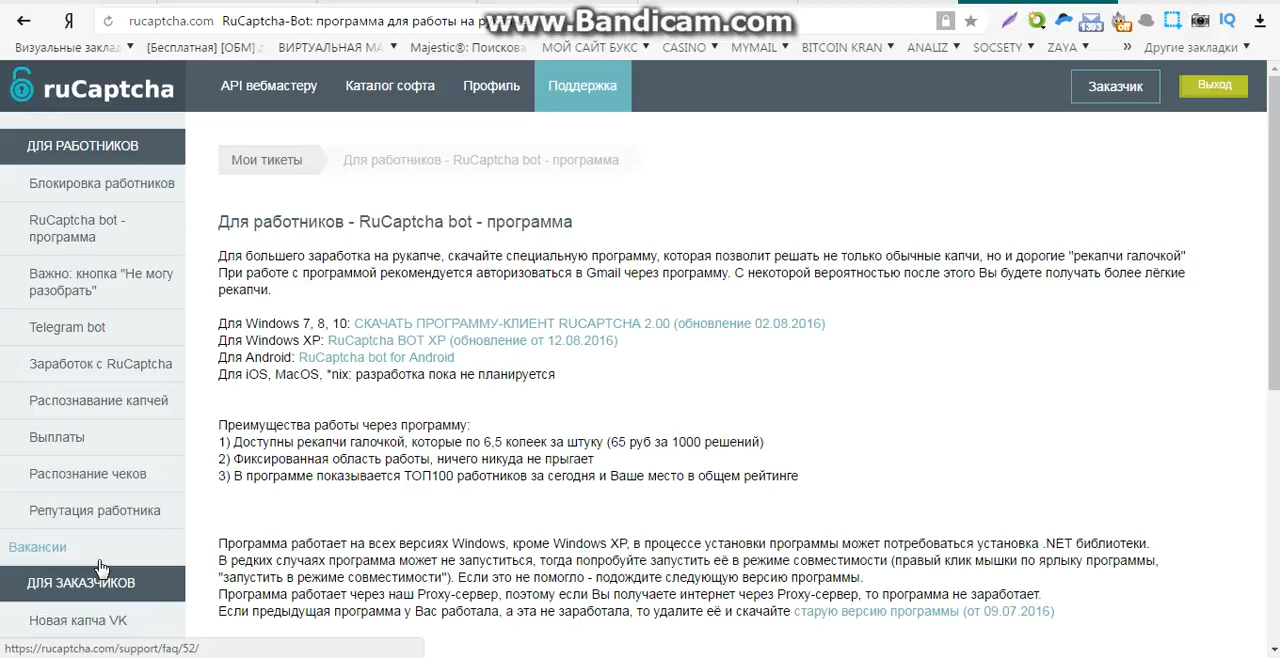 Я rucaptcha.com RuCaptcha-Bot: программа для работы на р
www.Bandicam.com
1393 off IQ
Визуальные заклад [Бесплатная] [ОБМ] ВИРТУАЛЬНАЯ МА Majestic®: Поискова МОЙ САЙТ БУКС CASINO MYMAIL BITCOIN KRAN ANALIZ SOCSETY ZAYA » Другие закладки
ruCaptcha API вебмастеру Каталог софта Профиль Поддержка Заказчик Выход
ДЛЯ РАБОТНИКОВ
Блокировка работников
RuCaptcha bot -
программа
Важно: кнопка "Не могу
разобрать"
Telegram bot
Заработок с RuCaptcha
Распознавание капчей
Выплаты
Распознание чеков
Репутация работника
Вакансии
ДЛЯ ЗАКАЗЧИКОВ
Новая капча VK
https://rucaptcha.com/support/faq/52/
Мои тикеты Для работников - RuCaptcha bot - программа
Для работников - RuCaptcha bot - программа
Для большего заработка на рукапче, скачайте специальную программу, которая позволит решать не только обычные капчи, но и дорогие "рекапчи галочкой"
При работе с программой рекомендуется авторизоваться в Gmail через программу. С некоторой вероятностью после этого Вы будете получать более лёгкие
рекапчи.
Для Windows 7, 8, 10: СКАЧАТЬ ПРОГРАММУ-КЛИЕНТ RUCAPTCHA 2.00 (обновление 02.08.2016)
Для Windows XP: RuCaptcha BOT XP (обновление от 12.08.2016)
Для Android: RuCaptcha bot for Android
Для iOS, MacOS, *nix: разработка пока не планируется
Преимущества работы через программу:
1) Доступны рекапчи галочкой, которые по 6,5 копеек за штуку (65 руб за 1000 решений)
2) Фиксированная область работы, ничего никуда не прыгает
3) В программе показывается ТОП100 работников за сегодня и Ваше место в общем рейтинге
Программа работает на всех версиях Windows, кроме Windows XP, в процессе установки программы может потребоваться установка .NET библиотеки.
В редких случаях программа может не запуститься, тогда попробуйте запустить её в режиме совместимости (правый клик мышки по ярлыку программы,
"запустить в режиме совместимости"). Если это не помогло - подождите следующую версию программы.
Программа работает через наш Proxy-сервер, поэтому если Вы получаете интернет через Proxy-сервер, то программа не заработает.
Если предыдущая программа у Вас работала, а эта не заработала, то удалите её и скачайте старую версию программы (от 09.07.2016)